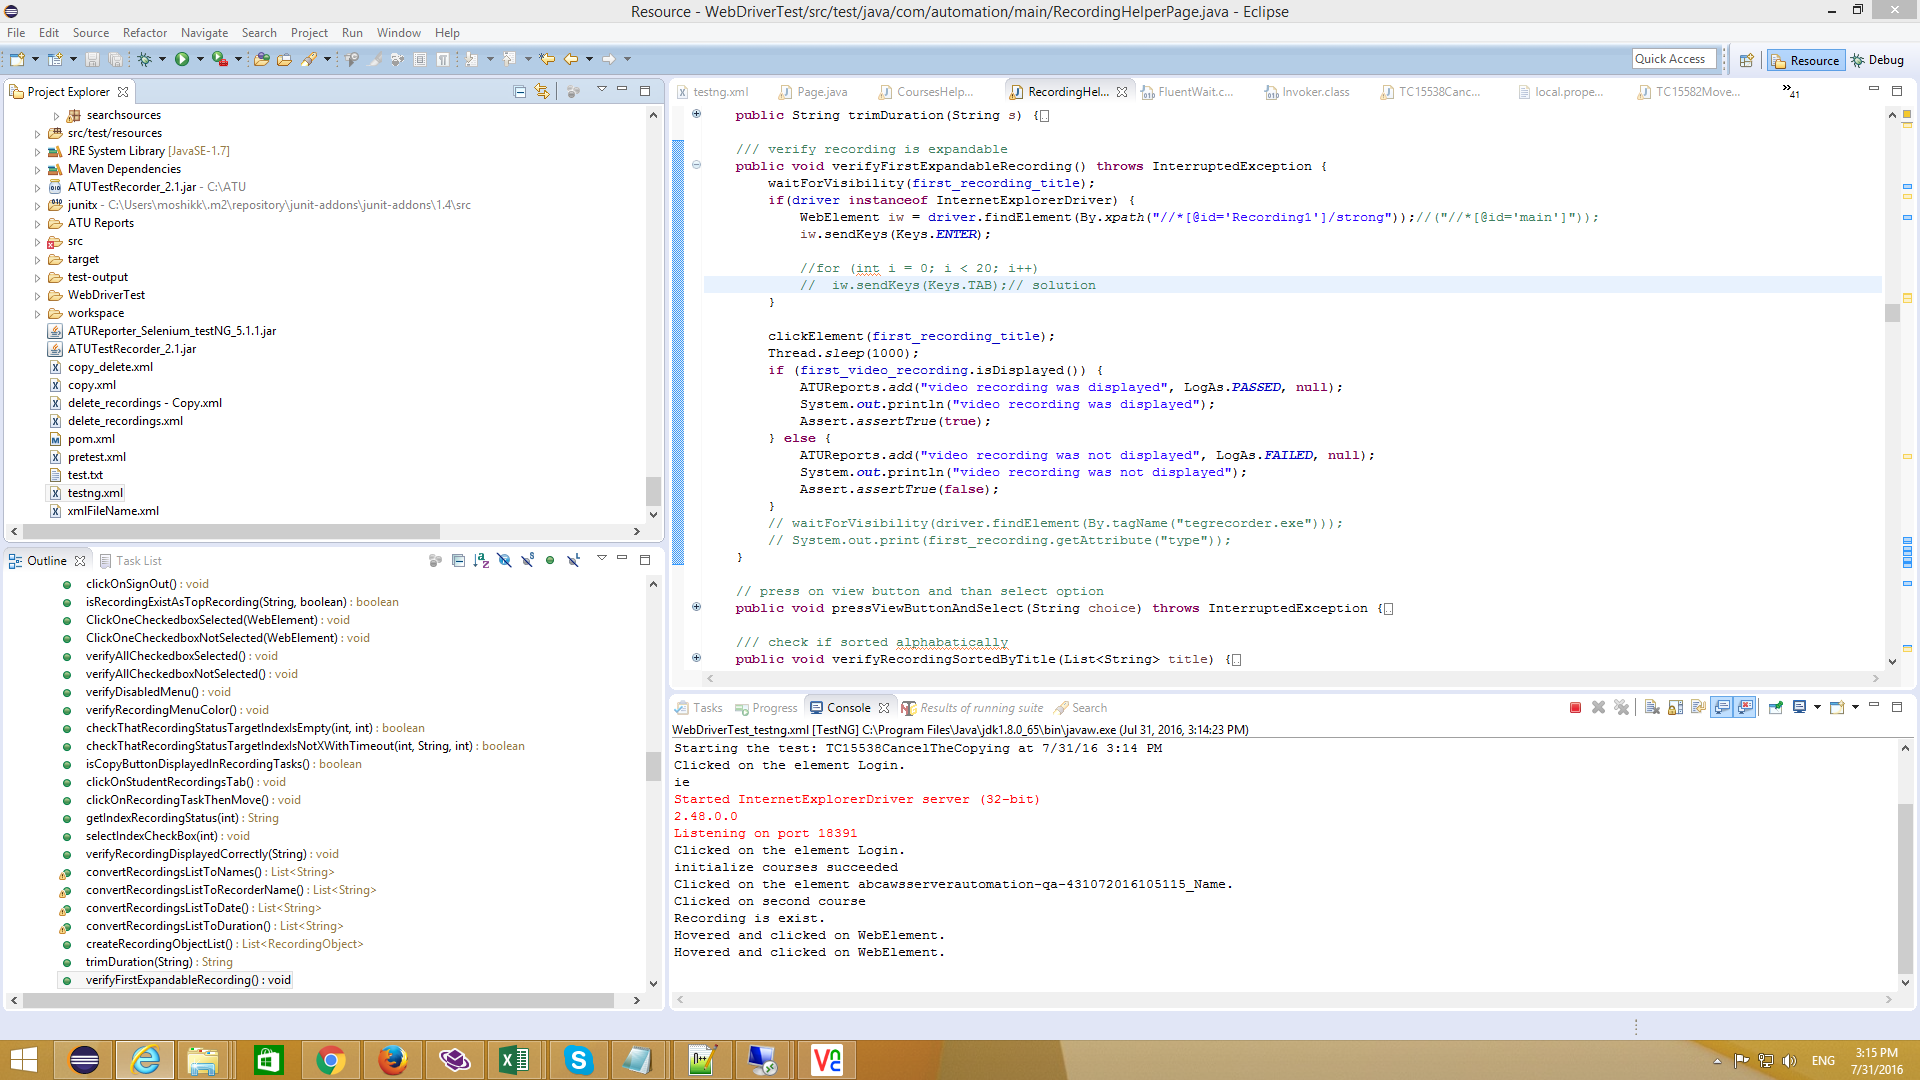 Resource - WebDriverTest/src/test/java/com/automation/main/RecordingHelperPage.java - Eclipse
File Edit Source Refactor Navigate Search Project Run Window Help
Quick Access
Resource
Debug
Project Explorer
searchsources
src/test/resources
JRE System Library [JavaSE-1.7]
Maven Dependencies
ATUTestRecorder_2.1.jar - C:\ATU
junitx - C:\Users\moshikk\.m2\repository\junit-addons\junit-addons\1.4\src
ATU Reports
src
target
test-output
WebDriverTest
workspace
ATUReporter_Selenium_testNG_5.1.1.jar
ATUTestRecorder_2.1.jar
copy_delete.xml
copy.xml
delete_recordings - Copy.xml
delete_recordings.xml
pom.xml
pretest.xml
test.txt
testng.xml
xmlFileName.xml
Outline
Task List
clickOnSignOut() : void
isRecordingExistAsTopRecording(String, boolean) : boolean
ClickOneCheckedboxSelected(WebElement) : void
ClickOneCheckedboxNotSelected(WebElement) : void
verifyAllCheckedboxSelected() : void
verifyAllCheckedboxNotSelected() : void
verifyDisabledMenu() : void
verifyRecordingMenuColor() : void
checkThatRecordingStatusTargetIndexIsEmpty(int, int) : boolean
checkThatRecordingStatusTargetIndexIsNotXWithTimeout(int, String, int) : boolean
isCopyButtonDisplayedInRecordingTasks() : boolean
clickOnStudentRecordingsTab() : void
clickOnRecordingTaskThenMove() : void
getIndexRecordingStatus(int) : String
selectIndexCheckBox(int) : void
verifyRecordingDisplayedCorrectly(String) : void
convertRecordingsListToNames() : List<String>
convertRecordingsListToRecorderName() : List<String>
convertRecordingsListToDate() : List<String>
convertRecordingsListToDuration() : List<String>
createRecordingObjectList() : List<RecordingObject>
trimDuration(String) : String
verifyFirstExpandableRecording() : void
testng.xml
Page.java
CoursesHelp...
RecordingHel...
FluentWait.c...
Invoker.class
TC15538Canc...
local.prope...
TC15582Move...
41
public String trimDuration(String s) {
/// verify recording is expandable
public void verifyFirstExpandableRecording() throws InterruptedException {
waitForVisibility(first_recording_title);
if(driver instanceof InternetExplorerDriver) {
WebElement iw = driver.findElement(By.xpath("//*[@id='Recording1']/strong"));//("//*[@id='main']"));
iw.sendKeys(Keys.ENTER);
//for (int i = 0; i < 20; i++)
//  iw.sendKeys(Keys.TAB);// solution
}
clickElement(first_recording_title);
Thread.sleep(1000);
if (first_video_recording.isDisplayed()) {
ATUReports.add("video recording was displayed", LogAs.PASSED, null);
System.out.println("video recording was displayed");
Assert.assertTrue(true);
} else {
ATUReports.add("video recording was not displayed", LogAs.FAILED, null);
System.out.println("video recording was not displayed");
Assert.assertTrue(false);
}
// waitForVisibility(driver.findElement(By.tagName("tegrecorder.exe")));
// System.out.print(first_recording.getAttribute("type"));
}
// press on view button and than select option
public void pressViewButtonAndSelect(String choice) throws InterruptedException {
/// check if sorted alphabatically
public void verifyRecordingSortedByTitle(List<String> title) {
Tasks
Progress
Console
Results of running suite
Search
WebDriverTest_testng.xml [TestNG] C:\Program Files\Java\jdk1.8.0_65\bin\javaw.exe (Jul 31, 2016, 3:14:23 PM)
Starting the test: TC15538CancelTheCopying at 7/31/16 3:14 PM
Clicked on the element Login.
ie
Started InternetExplorerDriver server (32-bit)
2.48.0.0
Listening on port 18391
Clicked on the element Login.
initialize courses succeeded
Clicked on the element abcawsserverautomation-qa-431072016105115_Name.
Clicked on second course
Recording is exist.
Hovered and clicked on WebElement.
Hovered and clicked on WebElement.
ENG
3:15 PM
7/31/2016